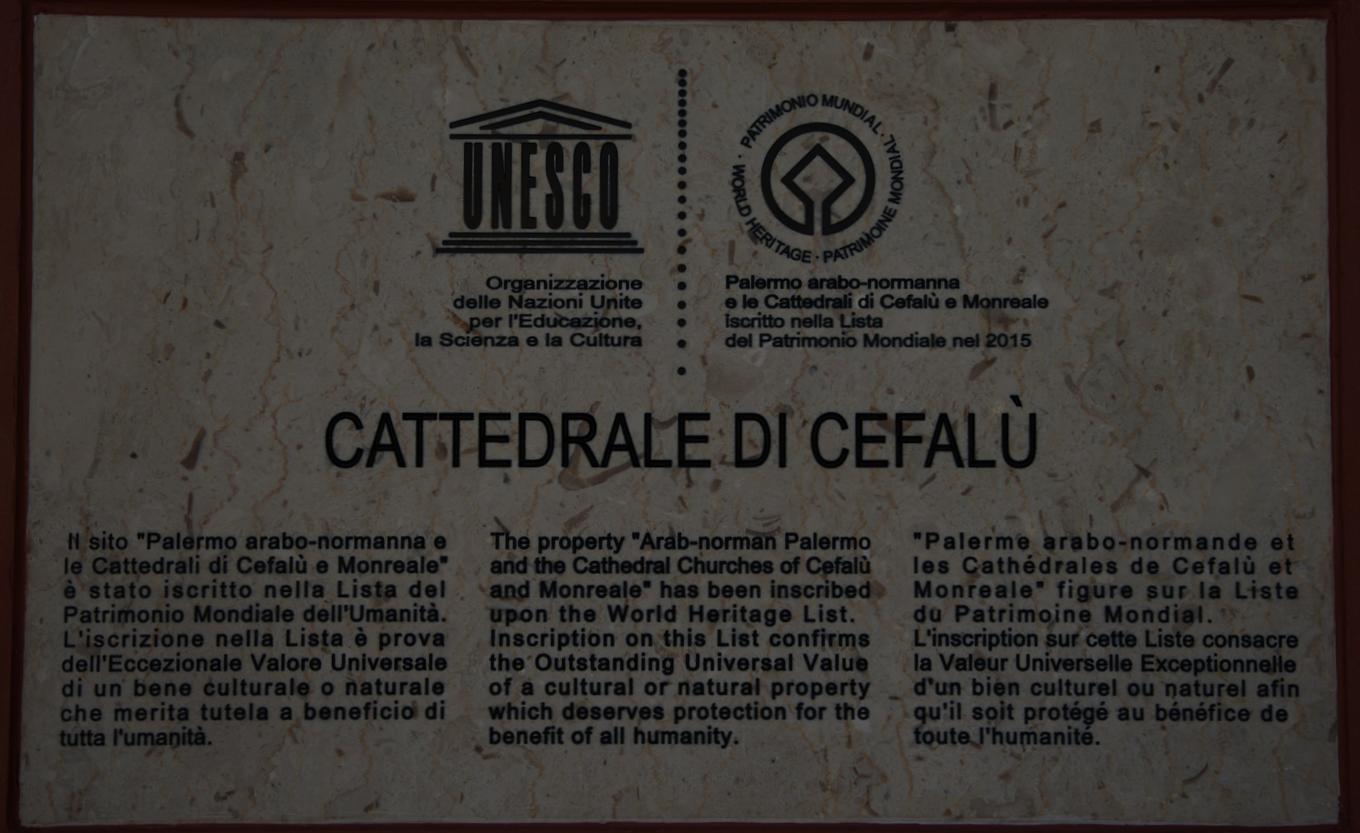 UNESCO
Organizzazione
delle Nazioni Unite
per l'Educazione,
la Scienza e la Cultura
PATRIMONIO MUNDIAL · WORLD HERITAGE · PATRIMOINE MONDIAL ·
Palermo arabo-normanna
e le Cattedrali di Cefalù e Monreale
iscritto nella Lista
del Patrimonio Mondiale nel 2015
CATTEDRALE DI CEFALÙ
Il sito "Palermo arabo-normanna e
le Cattedrali di Cefalù e Monreale"
è stato iscritto nella Lista del
Patrimonio Mondiale dell'Umanità.
L'iscrizione nella Lista è prova
dell'Eccezionale Valore Universale
di un bene culturale o naturale
che merita tutela a beneficio di
tutta l'umanità.
The property "Arab-norman Palermo
and the Cathedral Churches of Cefalù
and Monreale" has been inscribed
upon the World Heritage List.
Inscription on this List confirms
the Outstanding Universal Value
of a cultural or natural property
which deserves protection for the
benefit of all humanity.
"Palerme arabo-normande et
les Cathédrales de Cefalù et
Monreale" figure sur la Liste
du Patrimoine Mondial.
L'inscription sur cette Liste consacre
la Valeur Universelle Exceptionnelle
d'un bien culturel ou naturel afin
qu'il soit protégé au bénéfice de
toute l'humanité.